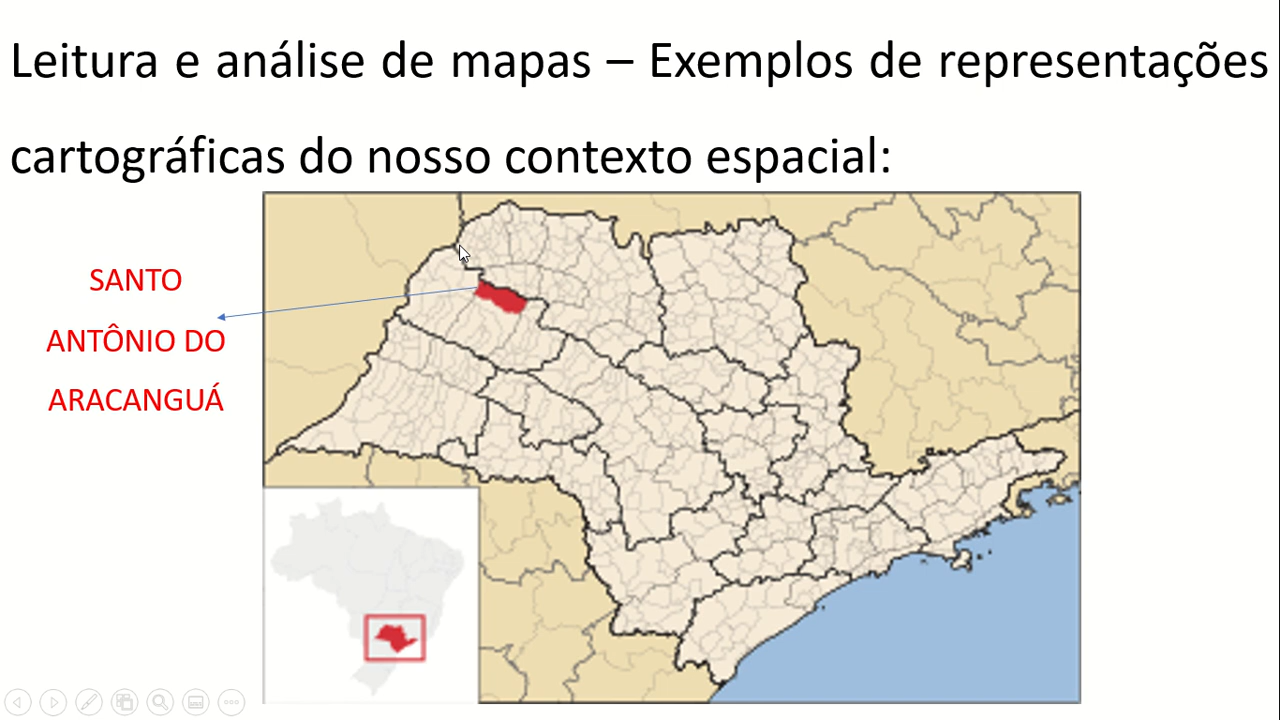 Leitura e análise de mapas – Exemplos de representações
cartográficas do nosso contexto espacial:
SANTO
ANTÔNIO DO
ARACANGUÁ